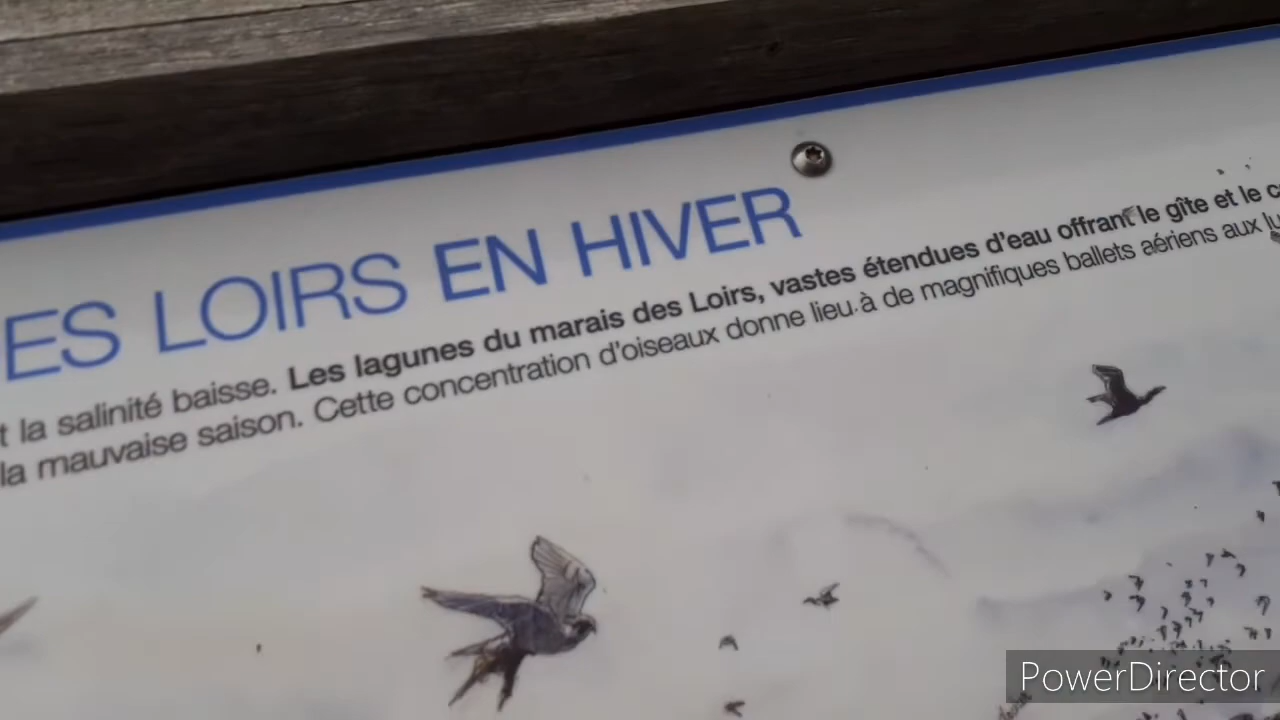 ES LOIRS EN HIVER
t la salinité baisse. Les lagunes du marais des Loirs, vastes étendues d'eau offrant le gîte et le
la mauvaise saison. Cette concentration d'oiseaux donne lieu à de magnifiques ballets aériens aux
PowerDirector